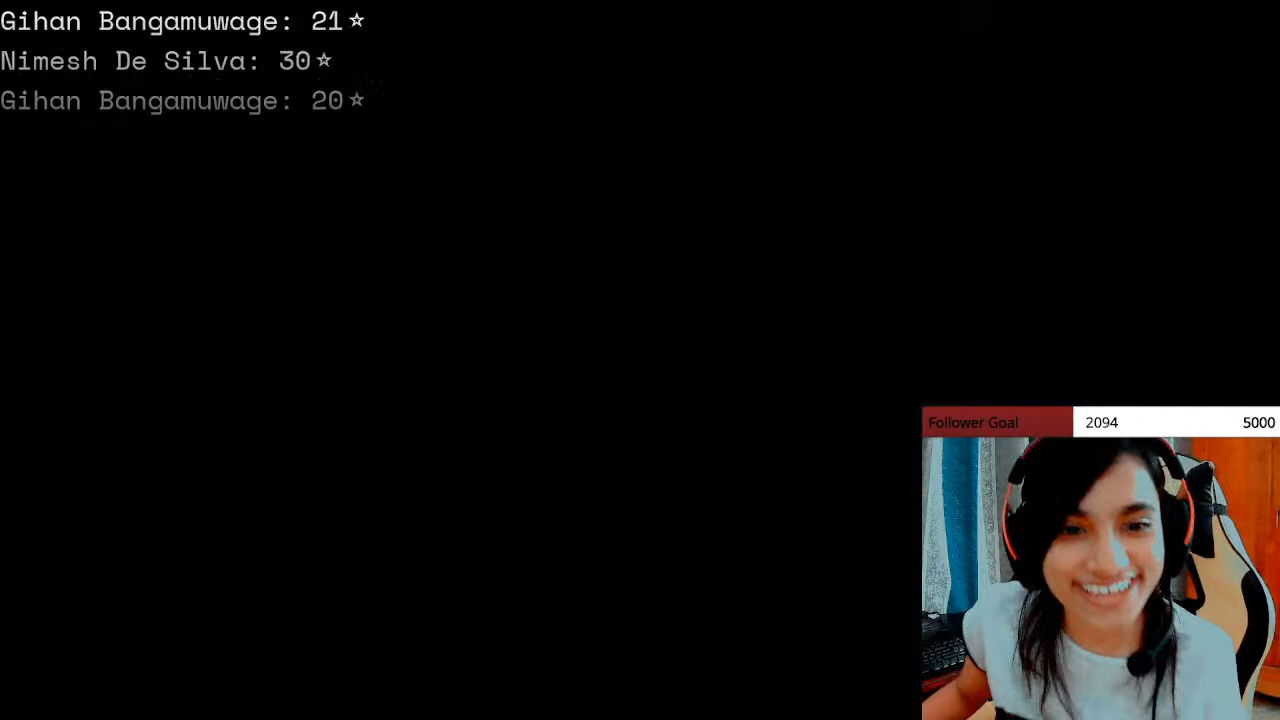 Gihan Bangamuwage: 21☆
Nimesh De Silva: 30☆
Gihan Bangamuwage: 20☆
Follower Goal 2094 5000